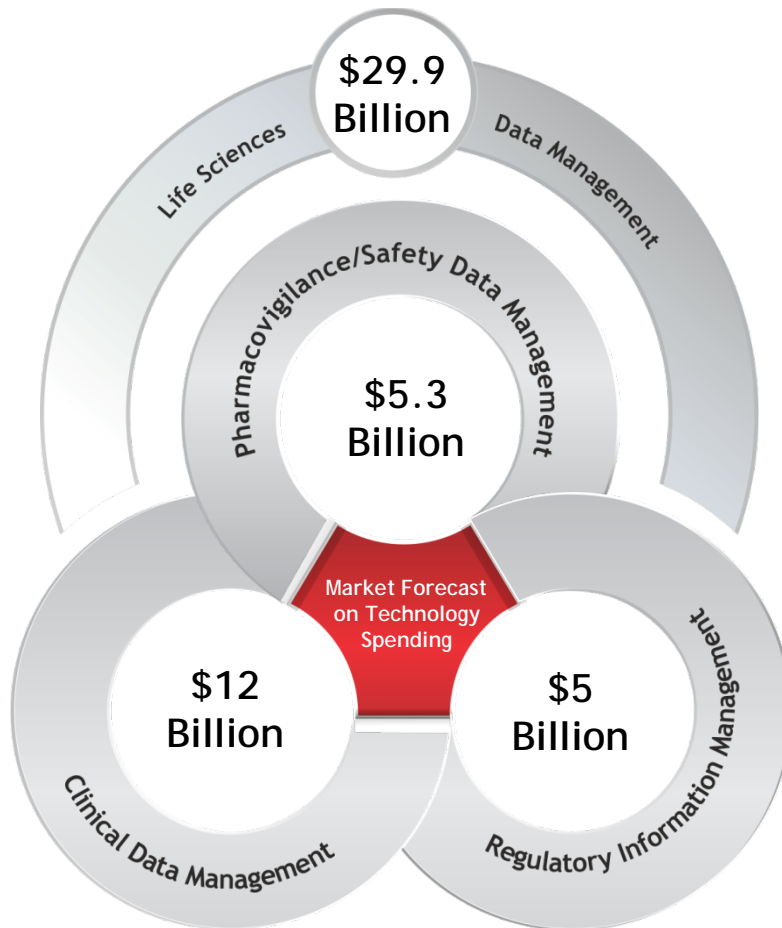 $29.9
Billion
Life Sciences
Data Management
Pharmacovigilance/Safety Data Management
$5.3
Billion
Market Forecast
on Technology
Spending
$12
Billion
$5
Billion
Clinical Data Management
Regulatory Information Management